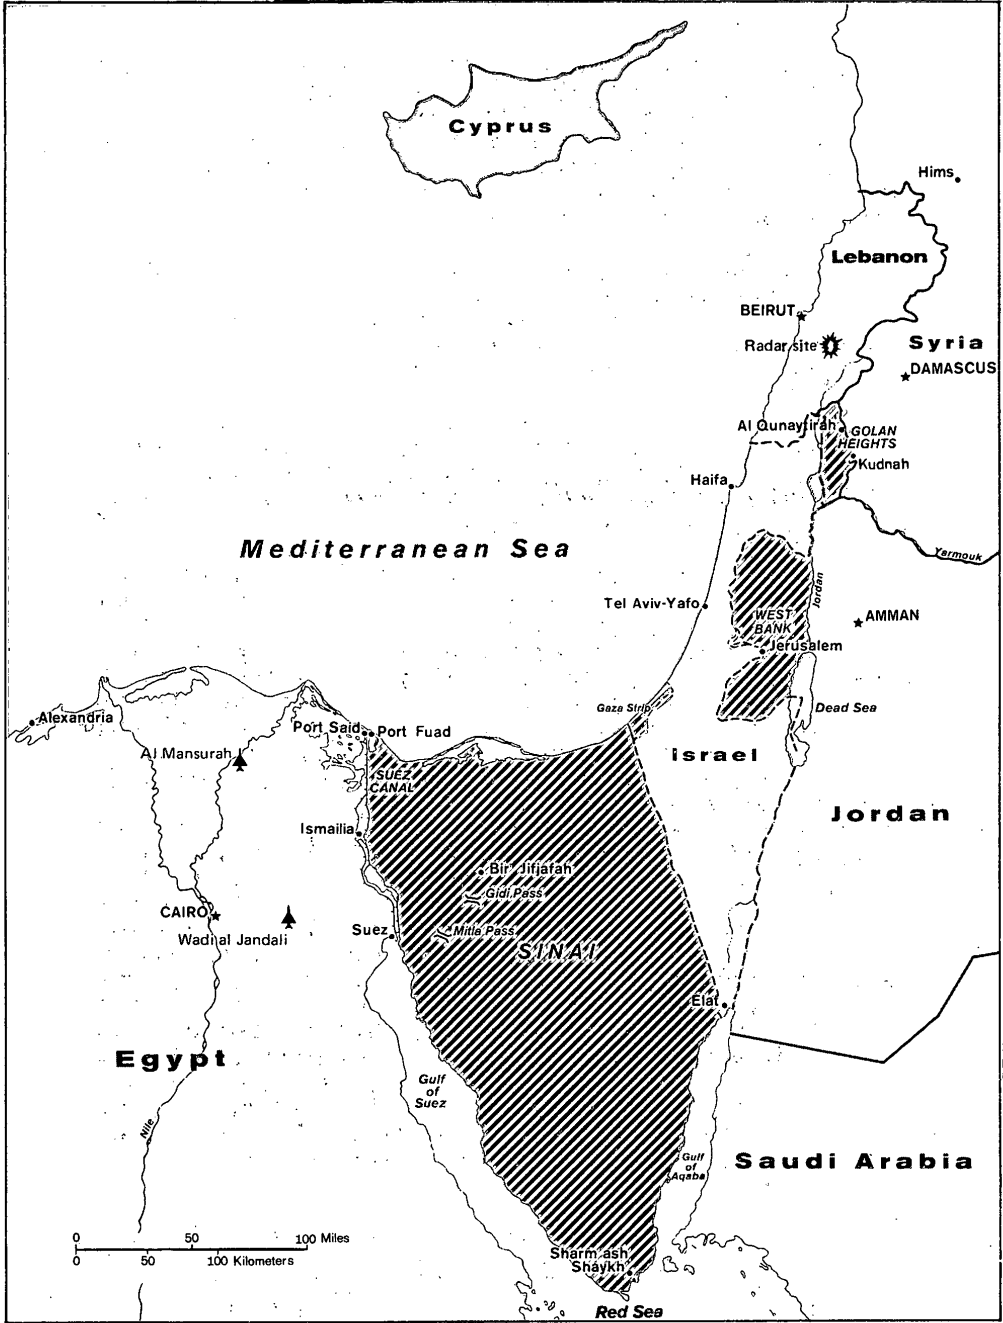 Cyprus
Hims
Lebanon
BEIRUT
Radar site
Syria
DAMASCUS
Al Qunaytirah
GOLAN
HEIGHTS
Kudnah
Haifa
Mediterranean Sea
Yarmouk
Jordan
Tel Aviv-Yafo
WEST
BANK
AMMAN
Jerusalem
Gaza Strip
Dead Sea
Alexandria
Port Said
Port Fuad
Al Mansurah
Israel
SUEZ
CANAL
Jordan
Ismailia
Bir Jifjafah
Gidi Pass
CAIRO
Wadi al Jandali
Suez
Mitla Pass
SINAI
Elat
Egypt
Gulf
of
Suez
Nile
Gulf
of
Aqaba
Saudi Arabia
0 50 100 Miles
0 50 100 Kilometers
Sharm ash
Shaykh
Red Sea